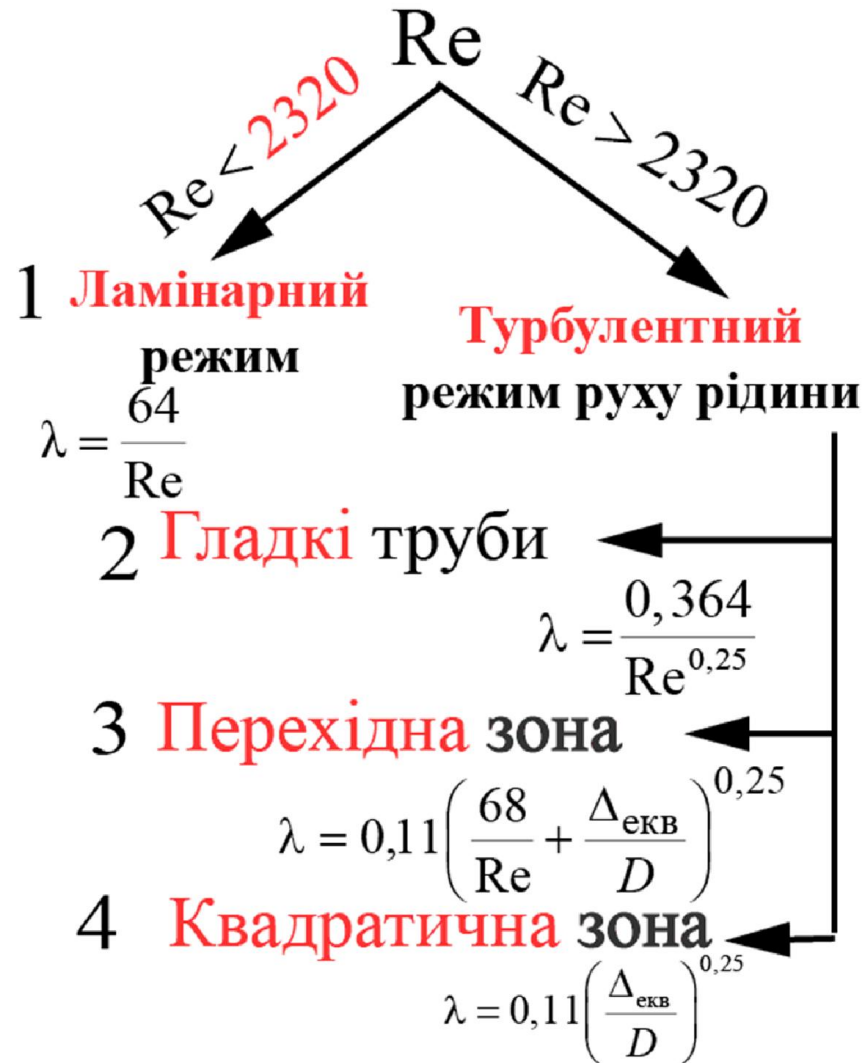 Re
Re < 2320
Re > 2320
1 Ламінарний
режим
λ = 64/Re
Турбулентний
режим руху рідини
2 Гладкі труби
λ = 0,364/Re^0,25
3 Перехідна зона
λ = 0,11(68/Re + Δекв/D)^0,25
4 Квадратична зона
λ = 0,11(Δекв/D)^0,25